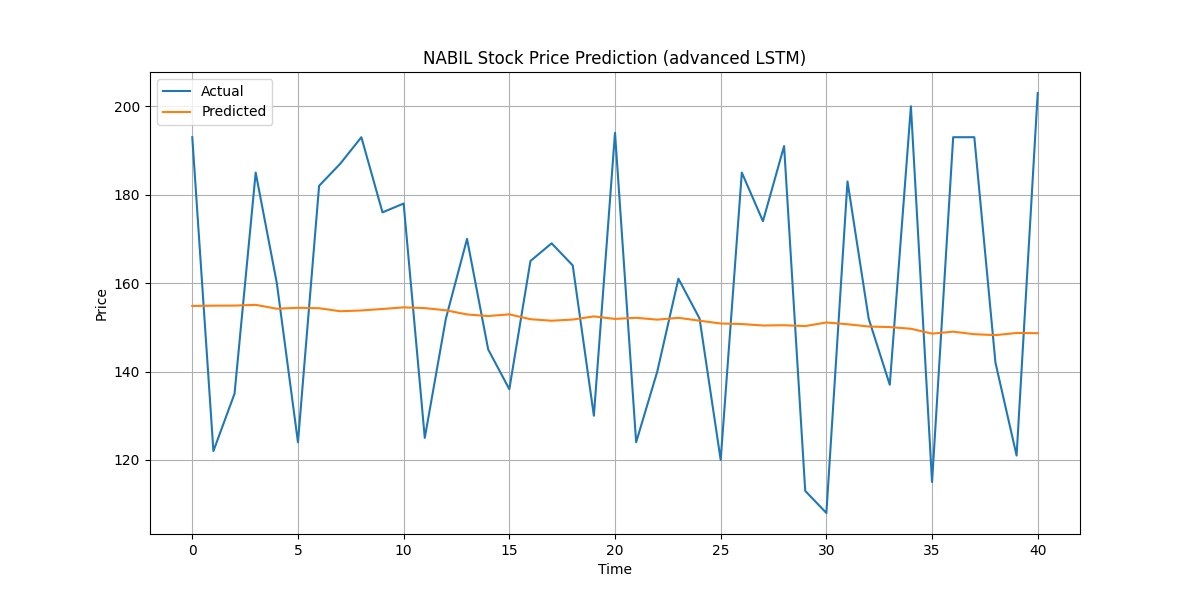 NABIL Stock Price Prediction (advanced LSTM)
Actual
Predicted
200
180
160
140
120
Price
0 5 10 15 20 25 30 35 40
Time